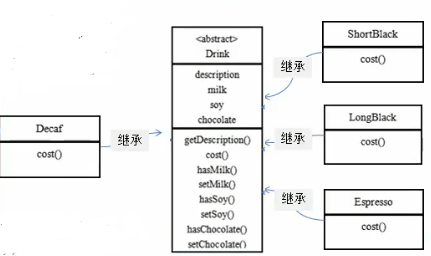 Decaf
cost()
继承
<abstract>
Drink
description
milk
soy
chocolate
getDescription()
cost()
hasMilk()
setMilk()
hasSoy()
setSoy()
hasChocolate()
setChocolate()
继承
继承
继承
ShortBlack
cost()
LongBlack
cost()
Espresso
cost()